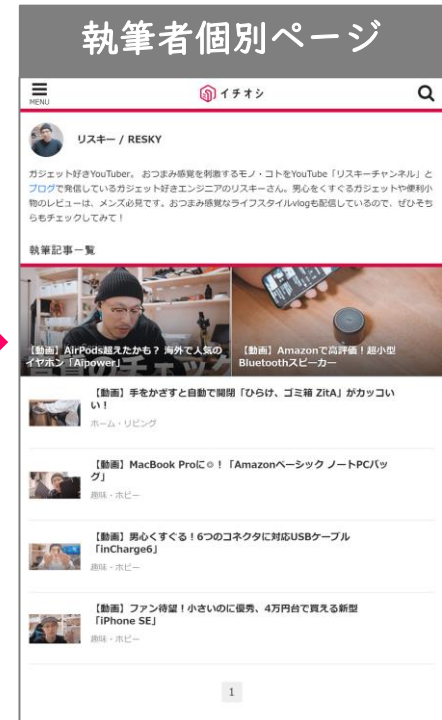 執筆者個別ページ
MENU
イチオシ
リスキー / RESKY
ガジェット好きYouTuber。 おつまみ感覚を刺激するモノ・コトをYouTube「リスキーチャンネル」と
ブログで発信しているガジェット好きエンジニアのリスキーさん。男心をくすぐるガジェットや便利小
物のレビューは、メンズ必見です。おつまみ感覚なライフスタイルvlogも配信しているので、ぜひそち
らもチェックしてみて！
執筆記事一覧
【動画】AirPods超えたかも？ 海外で人気の
イヤホン「Aipower」
【動画】Amazonで高評価！超小型
Bluetoothスピーカー
【動画】手をかざすと自動で開閉「ひらけ、ゴミ箱 ZitA」がカッコい
い！
ホーム・リビング
【動画】MacBook Proに◎！「Amazonベーシック ノートPCバッ
グ」
趣味・ホビー
【動画】男心くすぐる！6つのコネクタに対応USBケーブル
「inCharge6」
趣味・ホビー
【動画】ファン待望！小さいのに優秀、4万円台で買える新型
「iPhone SE」
趣味・ホビー
1